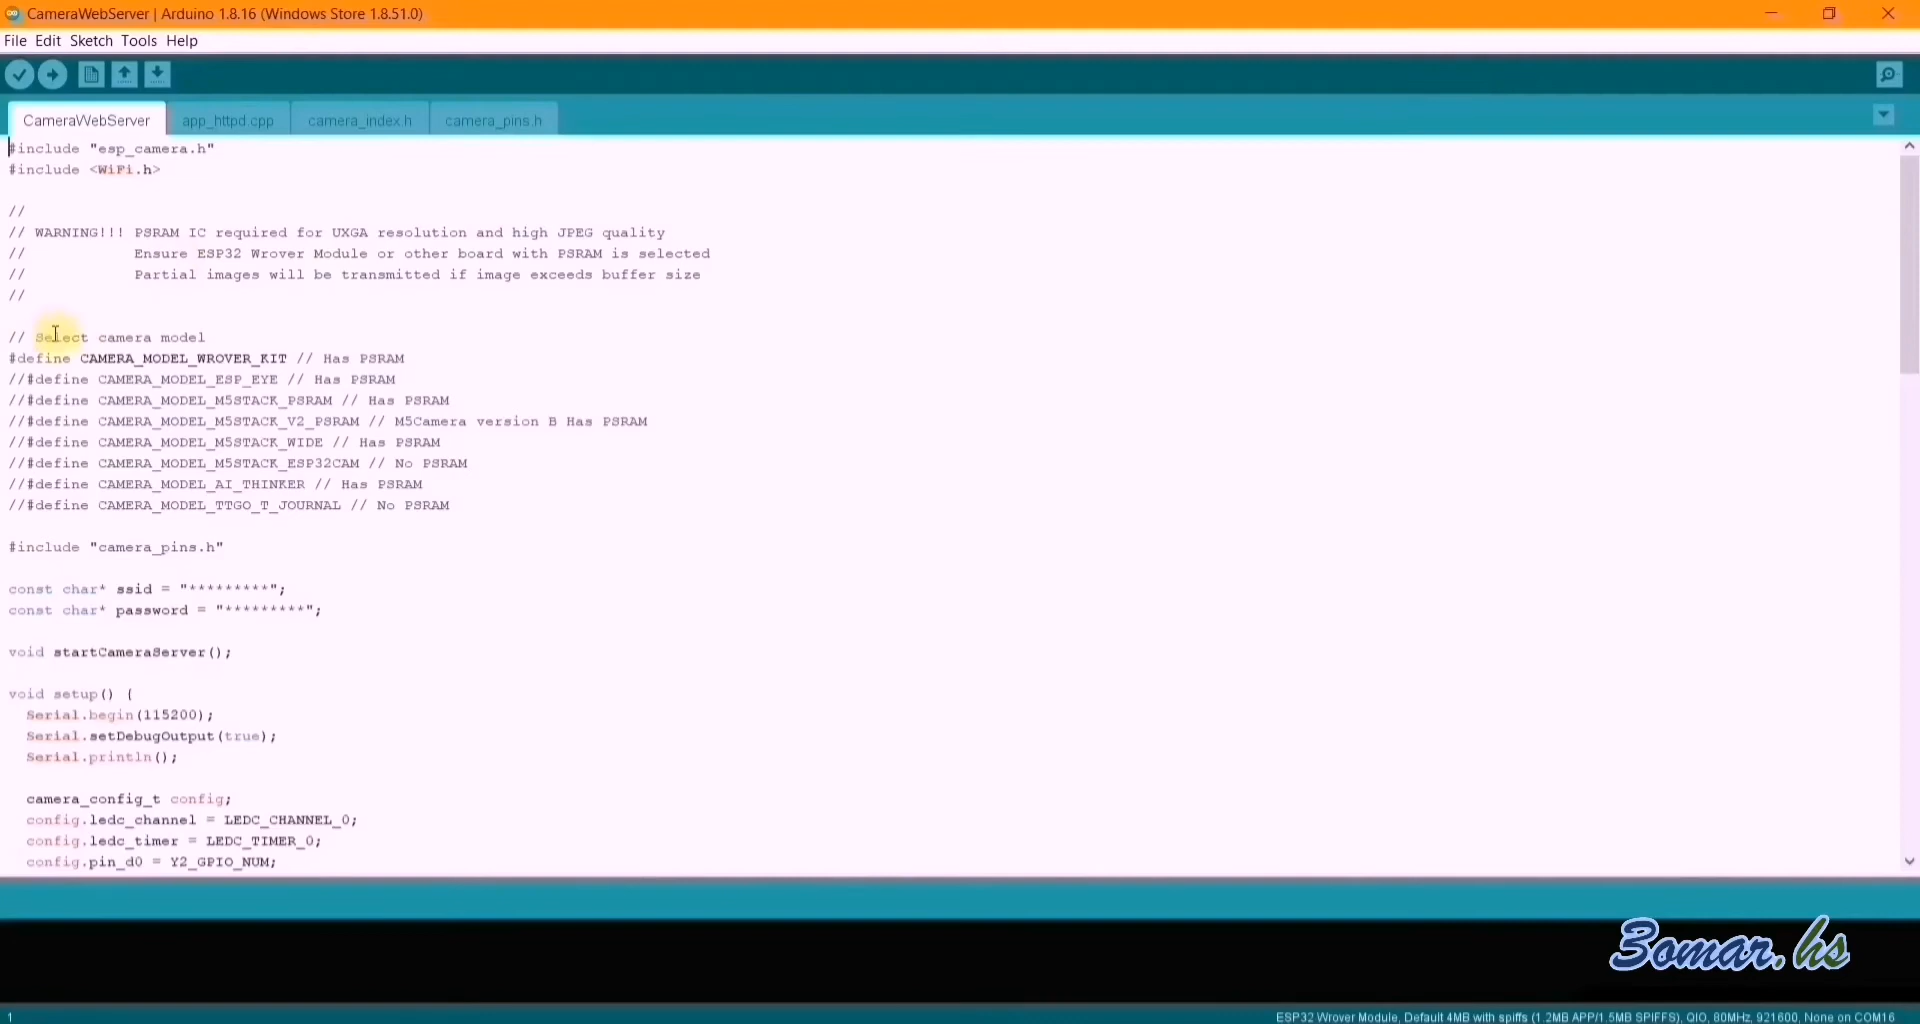 CameraWebServer | Arduino 1.8.16 (Windows Store 1.8.51.0)
File Edit Sketch Tools Help
CameraWebServer app_httpd.cpp camera_index.h camera_pins.h
#include "esp_camera.h"
#include <WiFi.h>
//
// WARNING!!! PSRAM IC required for UXGA resolution and high JPEG quality
//            Ensure ESP32 Wrover Module or other board with PSRAM is selected
//            Partial images will be transmitted if image exceeds buffer size
//
// Select camera model
#define CAMERA_MODEL_WROVER_KIT // Has PSRAM
//#define CAMERA_MODEL_ESP_EYE // Has PSRAM
//#define CAMERA_MODEL_M5STACK_PSRAM // Has PSRAM
//#define CAMERA_MODEL_M5STACK_V2_PSRAM // M5Camera version B Has PSRAM
//#define CAMERA_MODEL_M5STACK_WIDE // Has PSRAM
//#define CAMERA_MODEL_M5STACK_ESP32CAM // No PSRAM
//#define CAMERA_MODEL_AI_THINKER // Has PSRAM
//#define CAMERA_MODEL_TTGO_T_JOURNAL // No PSRAM
#include "camera_pins.h"
const char* ssid = "*********";
const char* password = "*********";
void startCameraServer();
void setup() {
  Serial.begin(115200);
  Serial.setDebugOutput(true);
  Serial.println();
  camera_config_t config;
  config.ledc_channel = LEDC_CHANNEL_0;
  config.ledc_timer = LEDC_TIMER_0;
  config.pin_d0 = Y2_GPIO_NUM;
3omar.hs
1 ESP32 Wrover Module, Default 4MB with spiffs (1.2MB APP/1.5MB SPIFFS), QIO, 80MHz, 921600, None on COM16